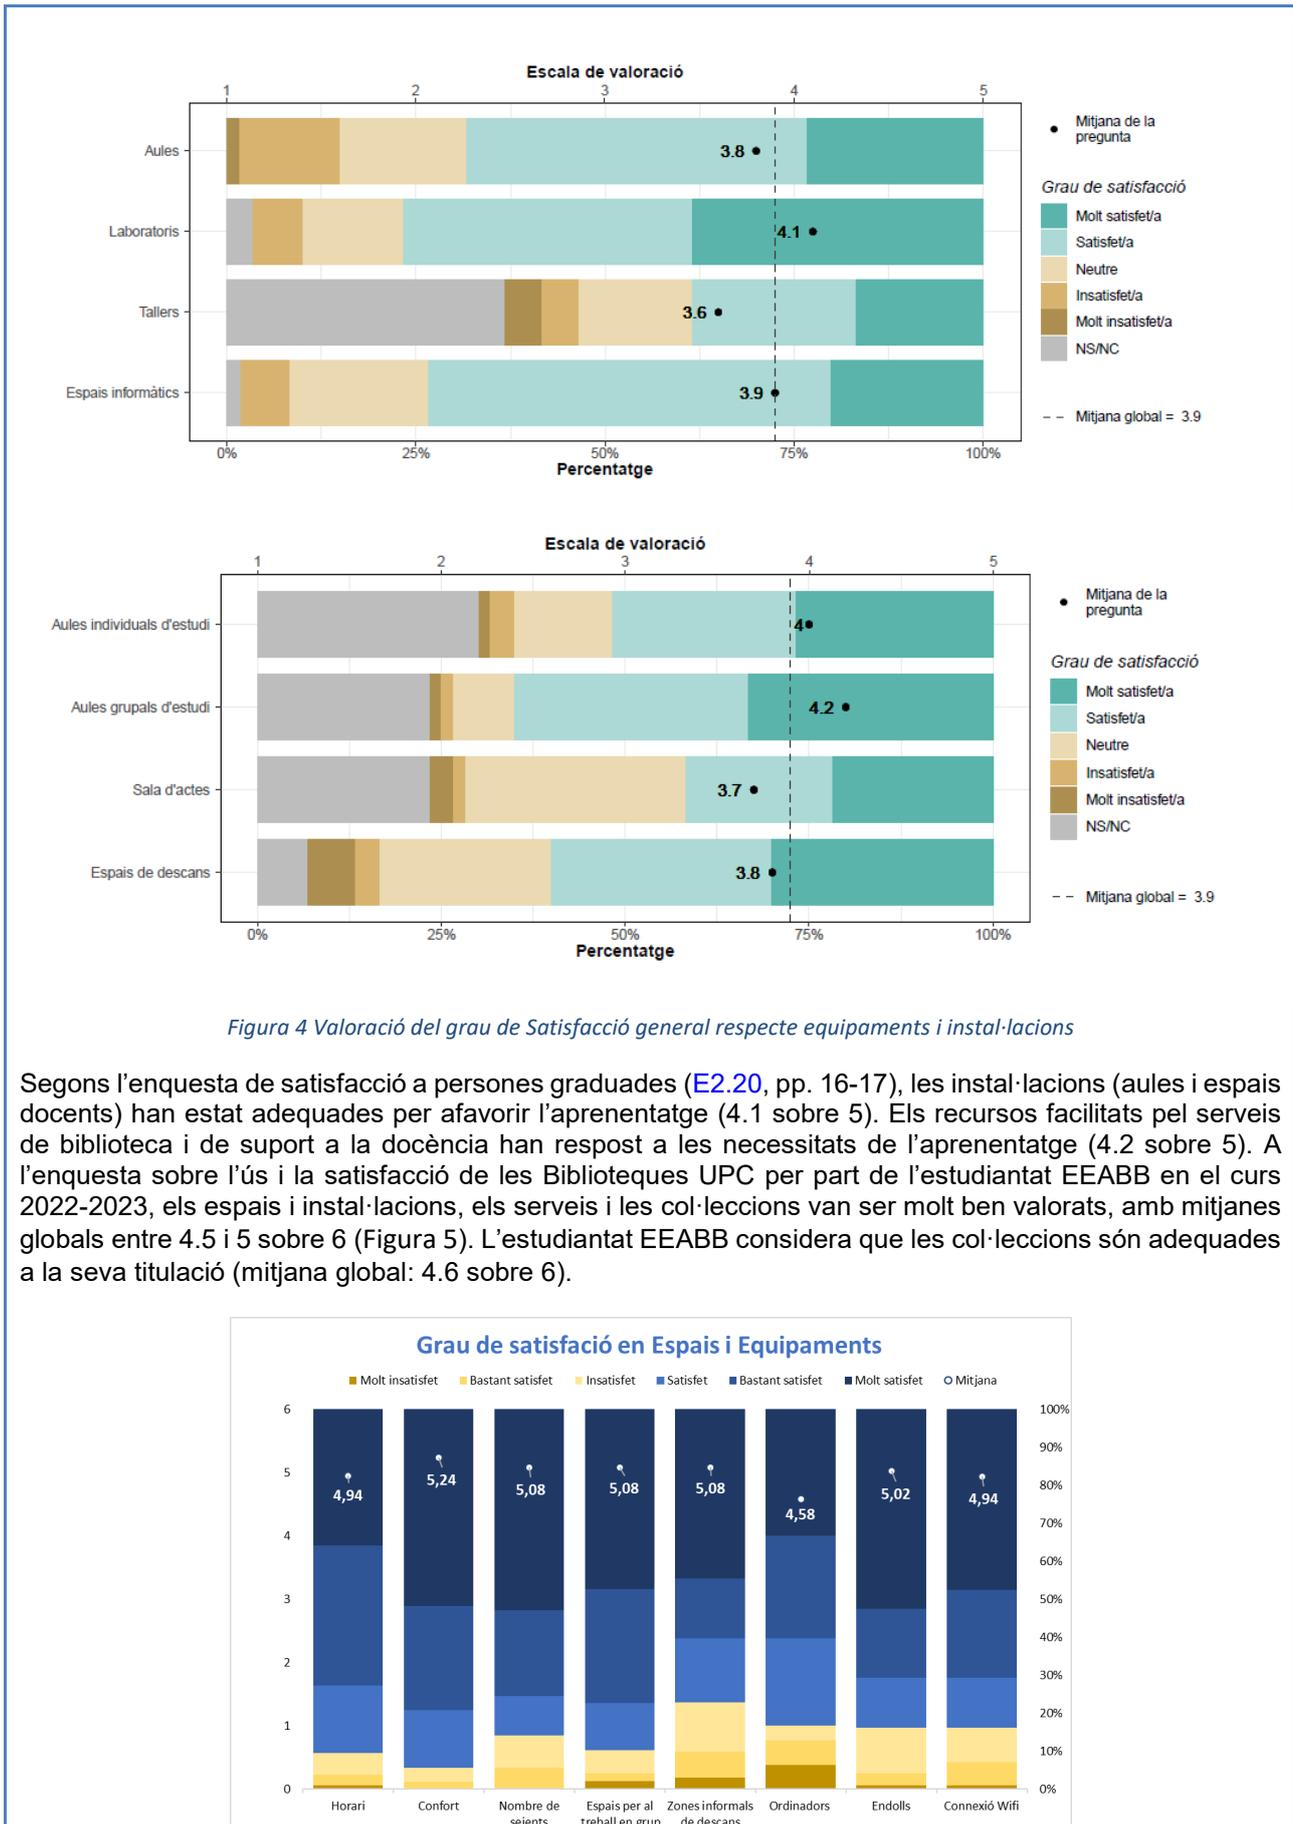 Escala de valoració
1 2 3 4 5
Aules
3.8
Laboratoris
4.1
Tallers
3.6
Espais informàtics
3.9
0% 25% 50% 75% 100%
Percentatge
Mitjana de la
pregunta
Grau de satisfacció
Molt satisfet/a
Satisfet/a
Neutre
Insatisfet/a
Molt insatisfet/a
NS/NC
Mitjana global = 3.9
Escala de valoració
1 2 3 4 5
Aules individuals d'estudi
4
Aules grupals d'estudi
4.2
Sala d'actes
3.7
Espais de descans
3.8
0% 25% 50% 75% 100%
Percentatge
Mitjana de la
pregunta
Grau de satisfacció
Molt satisfet/a
Satisfet/a
Neutre
Insatisfet/a
Molt insatisfet/a
NS/NC
Mitjana global = 3.9
Figura 4 Valoració del grau de Satisfacció general respecte equipaments i instal·lacions
Segons l’enquesta de satisfacció a persones graduades (E2.20, pp. 16-17), les instal·lacions (aules i espais
docents) han estat adequades per afavorir l’aprenentatge (4.1 sobre 5). Els recursos facilitats pel serveis
de biblioteca i de suport a la docència han respost a les necessitats de l’aprenentatge (4.2 sobre 5). A
l’enquesta sobre l’ús i la satisfacció de les Biblioteques UPC per part de l’estudiantat EEABB en el curs
2022-2023, els espais i instal·lacions, els serveis i les col·leccions van ser molt ben valorats, amb mitjanes
globals entre 4.5 i 5 sobre 6 (Figura 5). L’estudiantat EEABB considera que les col·leccions són adequades
a la seva titulació (mitjana global: 4.6 sobre 6).
Grau de satisfació en Espais i Equipaments
Molt insatisfet Bastant satisfet Insatisfet Satisfet Bastant satisfet Molt satisfet Mitjana
6 100%
90%
5
80%
70%
4
60%
3 50%
40%
2
30%
20%
1
10%
0 0%
4,94 5,24 5,08 5,08 5,08 4,58 5,02 4,94
Horari Confort Nombre de Espais per al Zones informals Ordinadors Endolls Connexió Wifi
seients treball en grup de descans